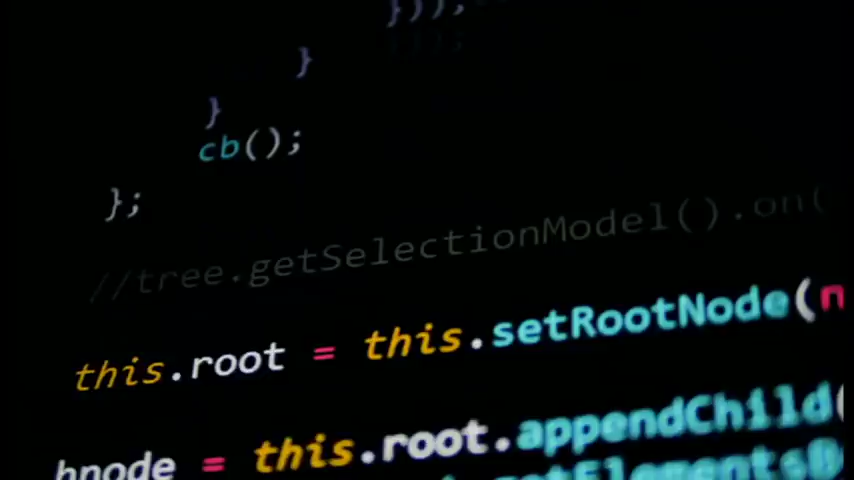 }));
}
}
cb();
};
//tree.getSelectionModel().on(
this.root = this.setRootNode(n
hnode = this.root.appendChild(